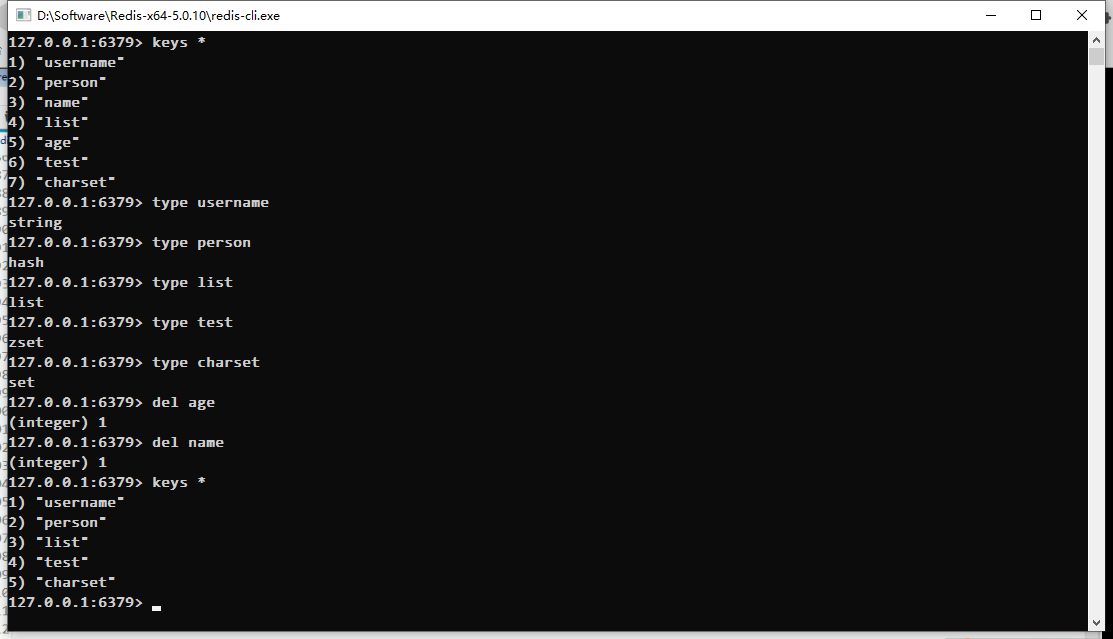 D:\Software\Redis-x64-5.0.10\redis-cli.exe
127.0.0.1:6379> keys *
1) "username"
2) "person"
3) "name"
4) "list"
5) "age"
6) "test"
7) "charset"
127.0.0.1:6379> type username
string
127.0.0.1:6379> type person
hash
127.0.0.1:6379> type list
list
127.0.0.1:6379> type test
zset
127.0.0.1:6379> type charset
set
127.0.0.1:6379> del age
(integer) 1
127.0.0.1:6379> del name
(integer) 1
127.0.0.1:6379> keys *
1) "username"
2) "person"
3) "list"
4) "test"
5) "charset"
127.0.0.1:6379>